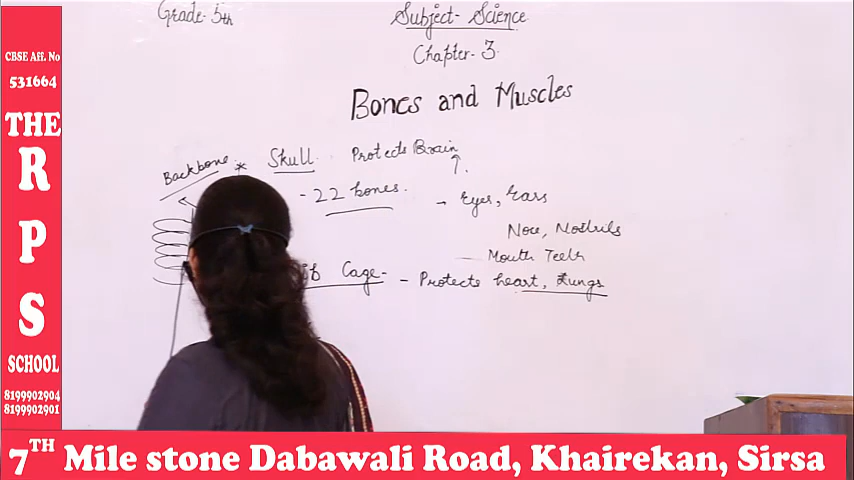 Grade-5th
Subject- Science
Chapter-3
Bones and Muscles
Backbone
* Skull
Protects Brain
- 22 bones.
→ Eyes, Ears
Nose, Nostrils
Mouth Teeth
Cage- - Protects heart, Lungs
CBSE Aff. No
531664
THE
R
P
S
SCHOOL
8199902904
8199902901
7TH Mile stone Dabawali Road, Khairekan, Sirsa